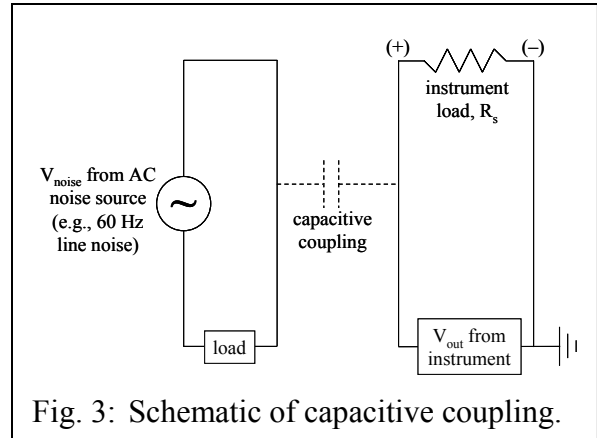 (+)
(–)
instrument
load, Rs
Vnoise from AC
noise source
(e.g., 60 Hz
line noise)
~
capacitive
coupling
load
Vout from
instrument
Fig. 3: Schematic of capacitive coupling.